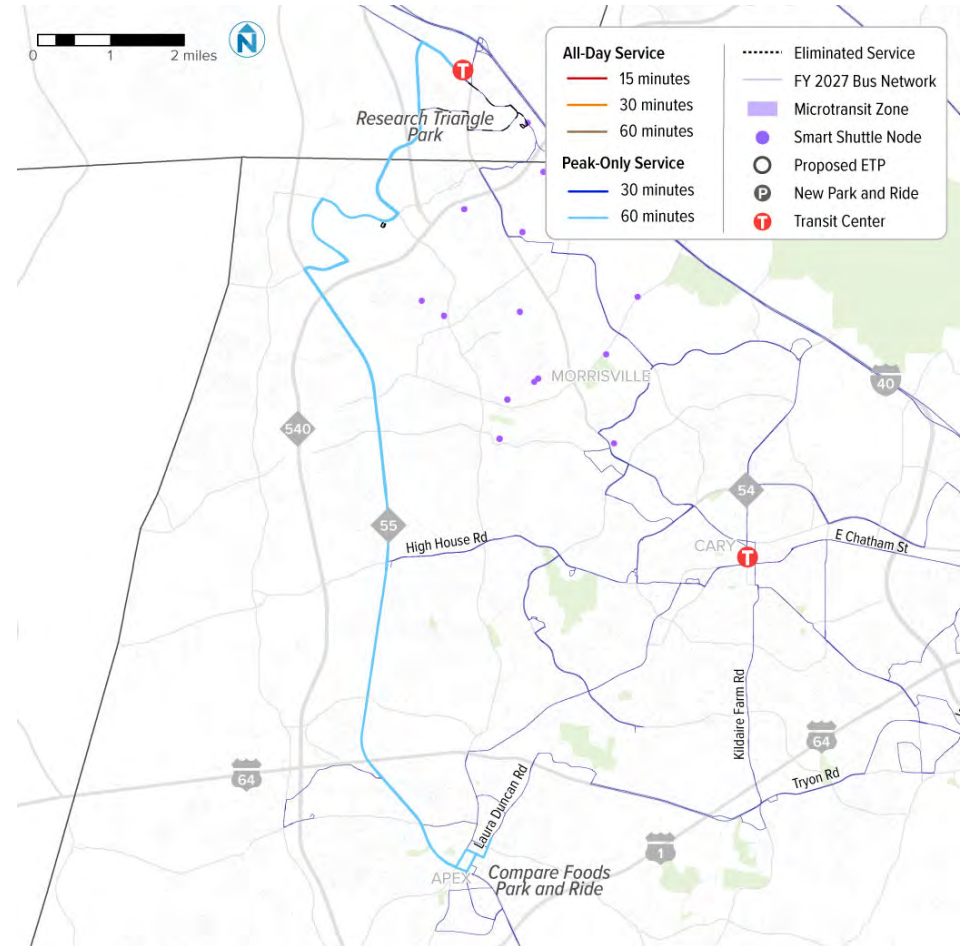 N
0 1 2 miles
All-Day Service
15 minutes
30 minutes
60 minutes
Peak-Only Service
30 minutes
60 minutes
Eliminated Service
FY 2027 Bus Network
Microtransit Zone
Smart Shuttle Node
Proposed ETP
P New Park and Ride
T Transit Center
T
Research Triangle
Park
MORRISVILLE
40
540
54
55
High House Rd
E Chatham St
CARY
T
Kildaire Farm Rd
64
64
Tryon Rd
Laura Duncan Rd
1
APEX
Compare Foods
Park and Ride